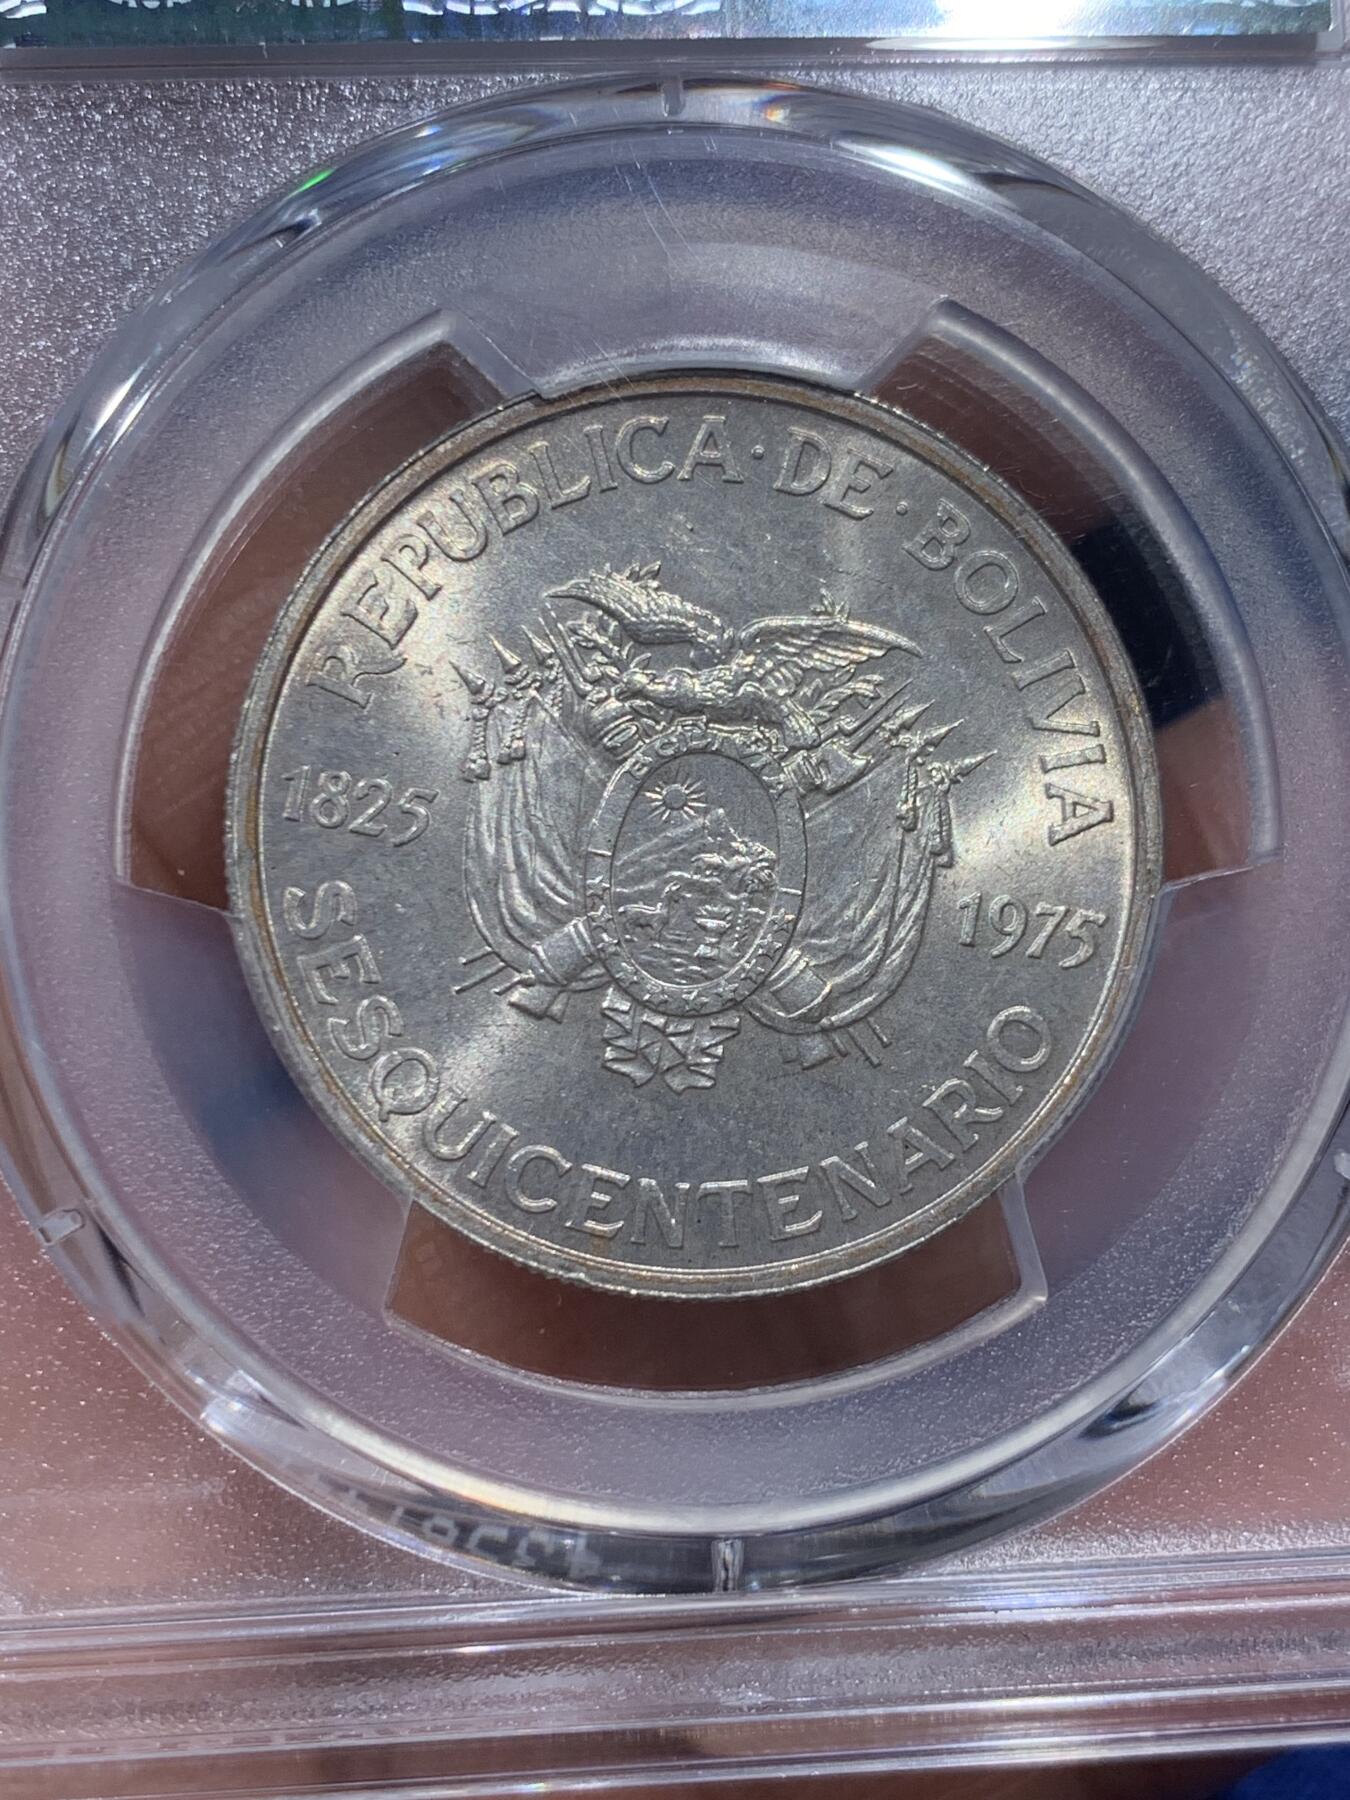 REPUBLICA·DE·BOLIVIA
1825
1975
SESQUICENTENARIO